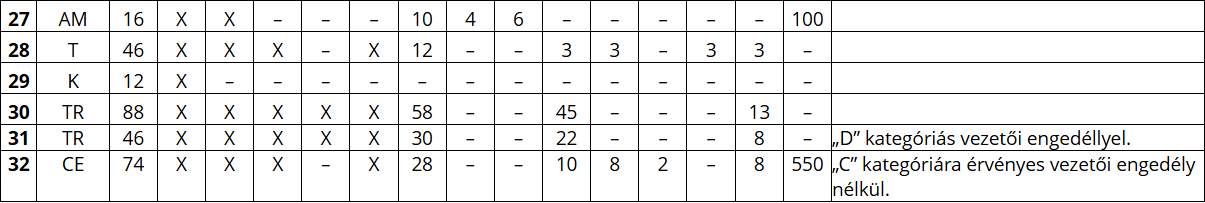 27 AM 16 X X – – – 10 4 6 – – – – – 100
28 T 46 X X X – X 12 – – 3 3 – 3 3 –
29 K 12 X – – – – – – – – – – – – –
30 TR 88 X X X X X 58 – – 45 – – – 13 –
31 TR 46 X X X X X 30 – – 22 – – – 8 – „D” kategóriás vezetői engedéllyel.
32 CE 74 X X X – X 28 – – 10 8 2 – 8 550 „C” kategóriára érvényes vezetői engedély
nélkül.